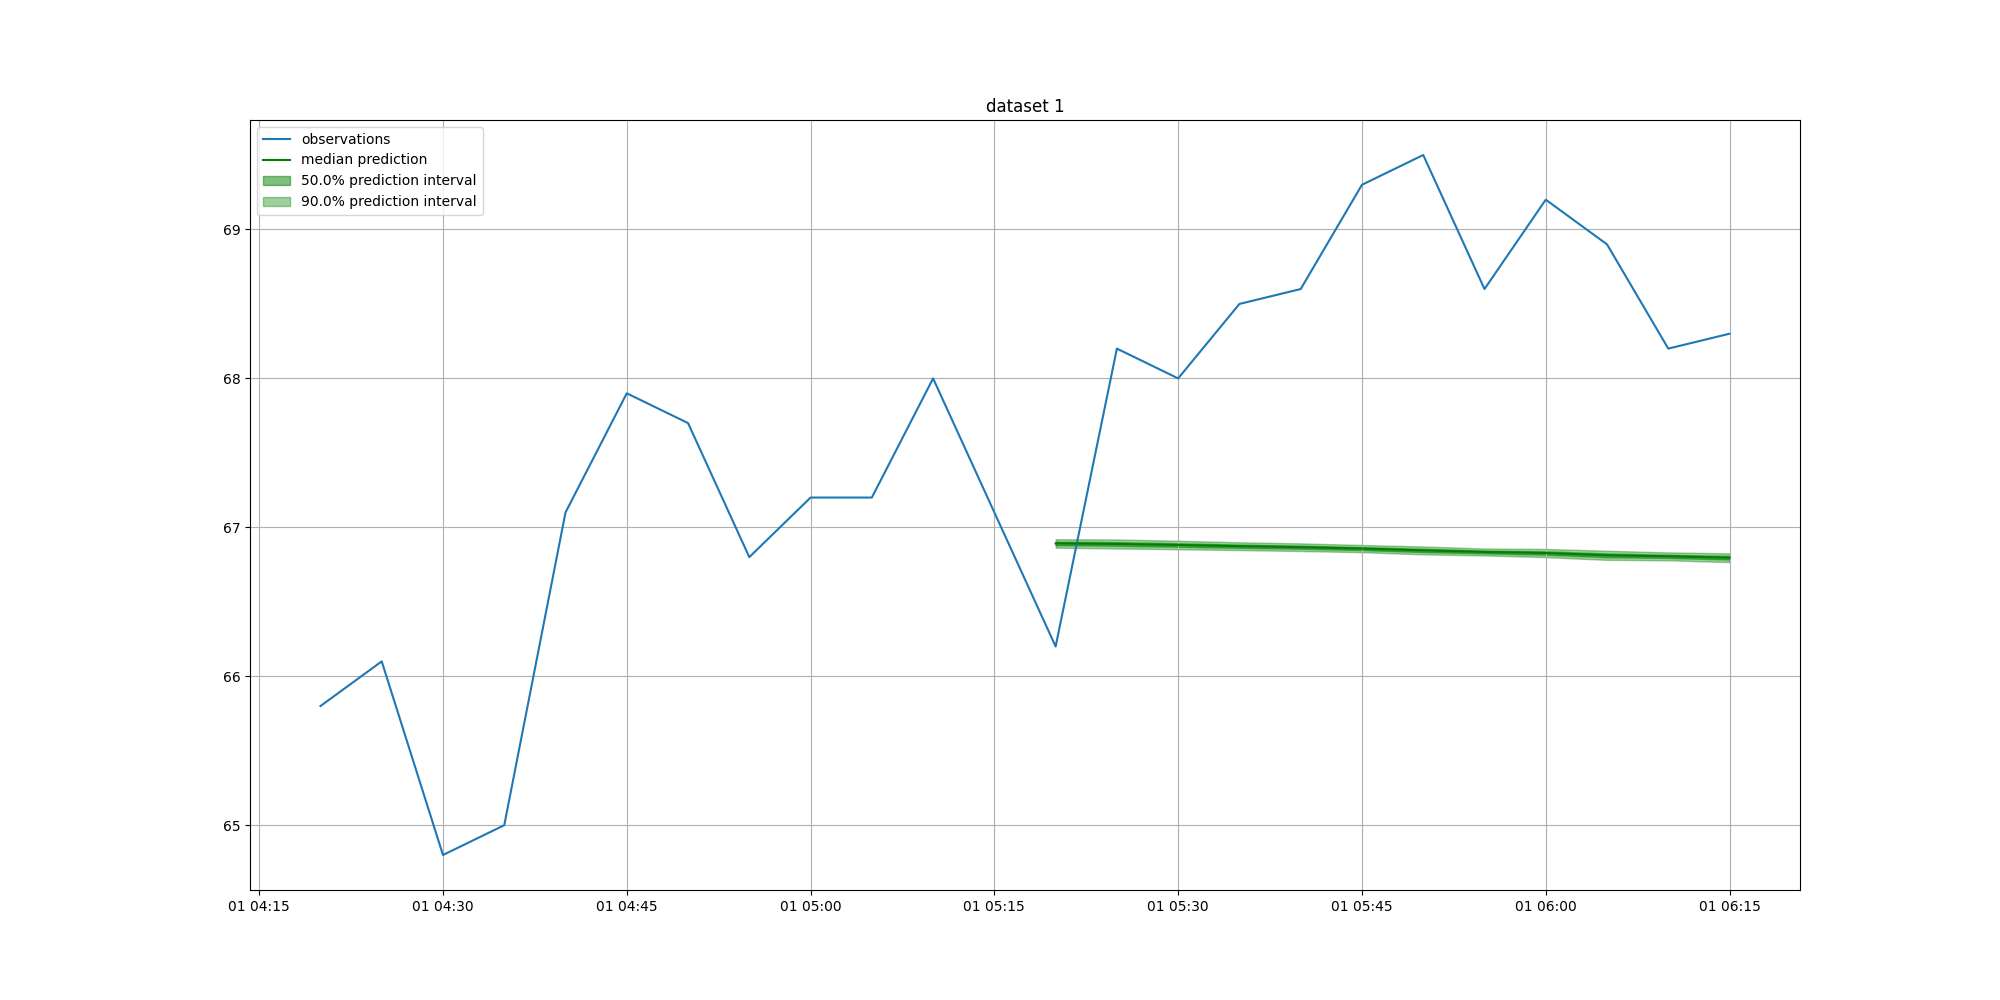 dataset 1
observations
median prediction
50.0% prediction interval
90.0% prediction interval
69
68
67
66
65
01 04:15 01 04:30 01 04:45 01 05:00 01 05:15 01 05:30 01 05:45 01 06:00 01 06:15